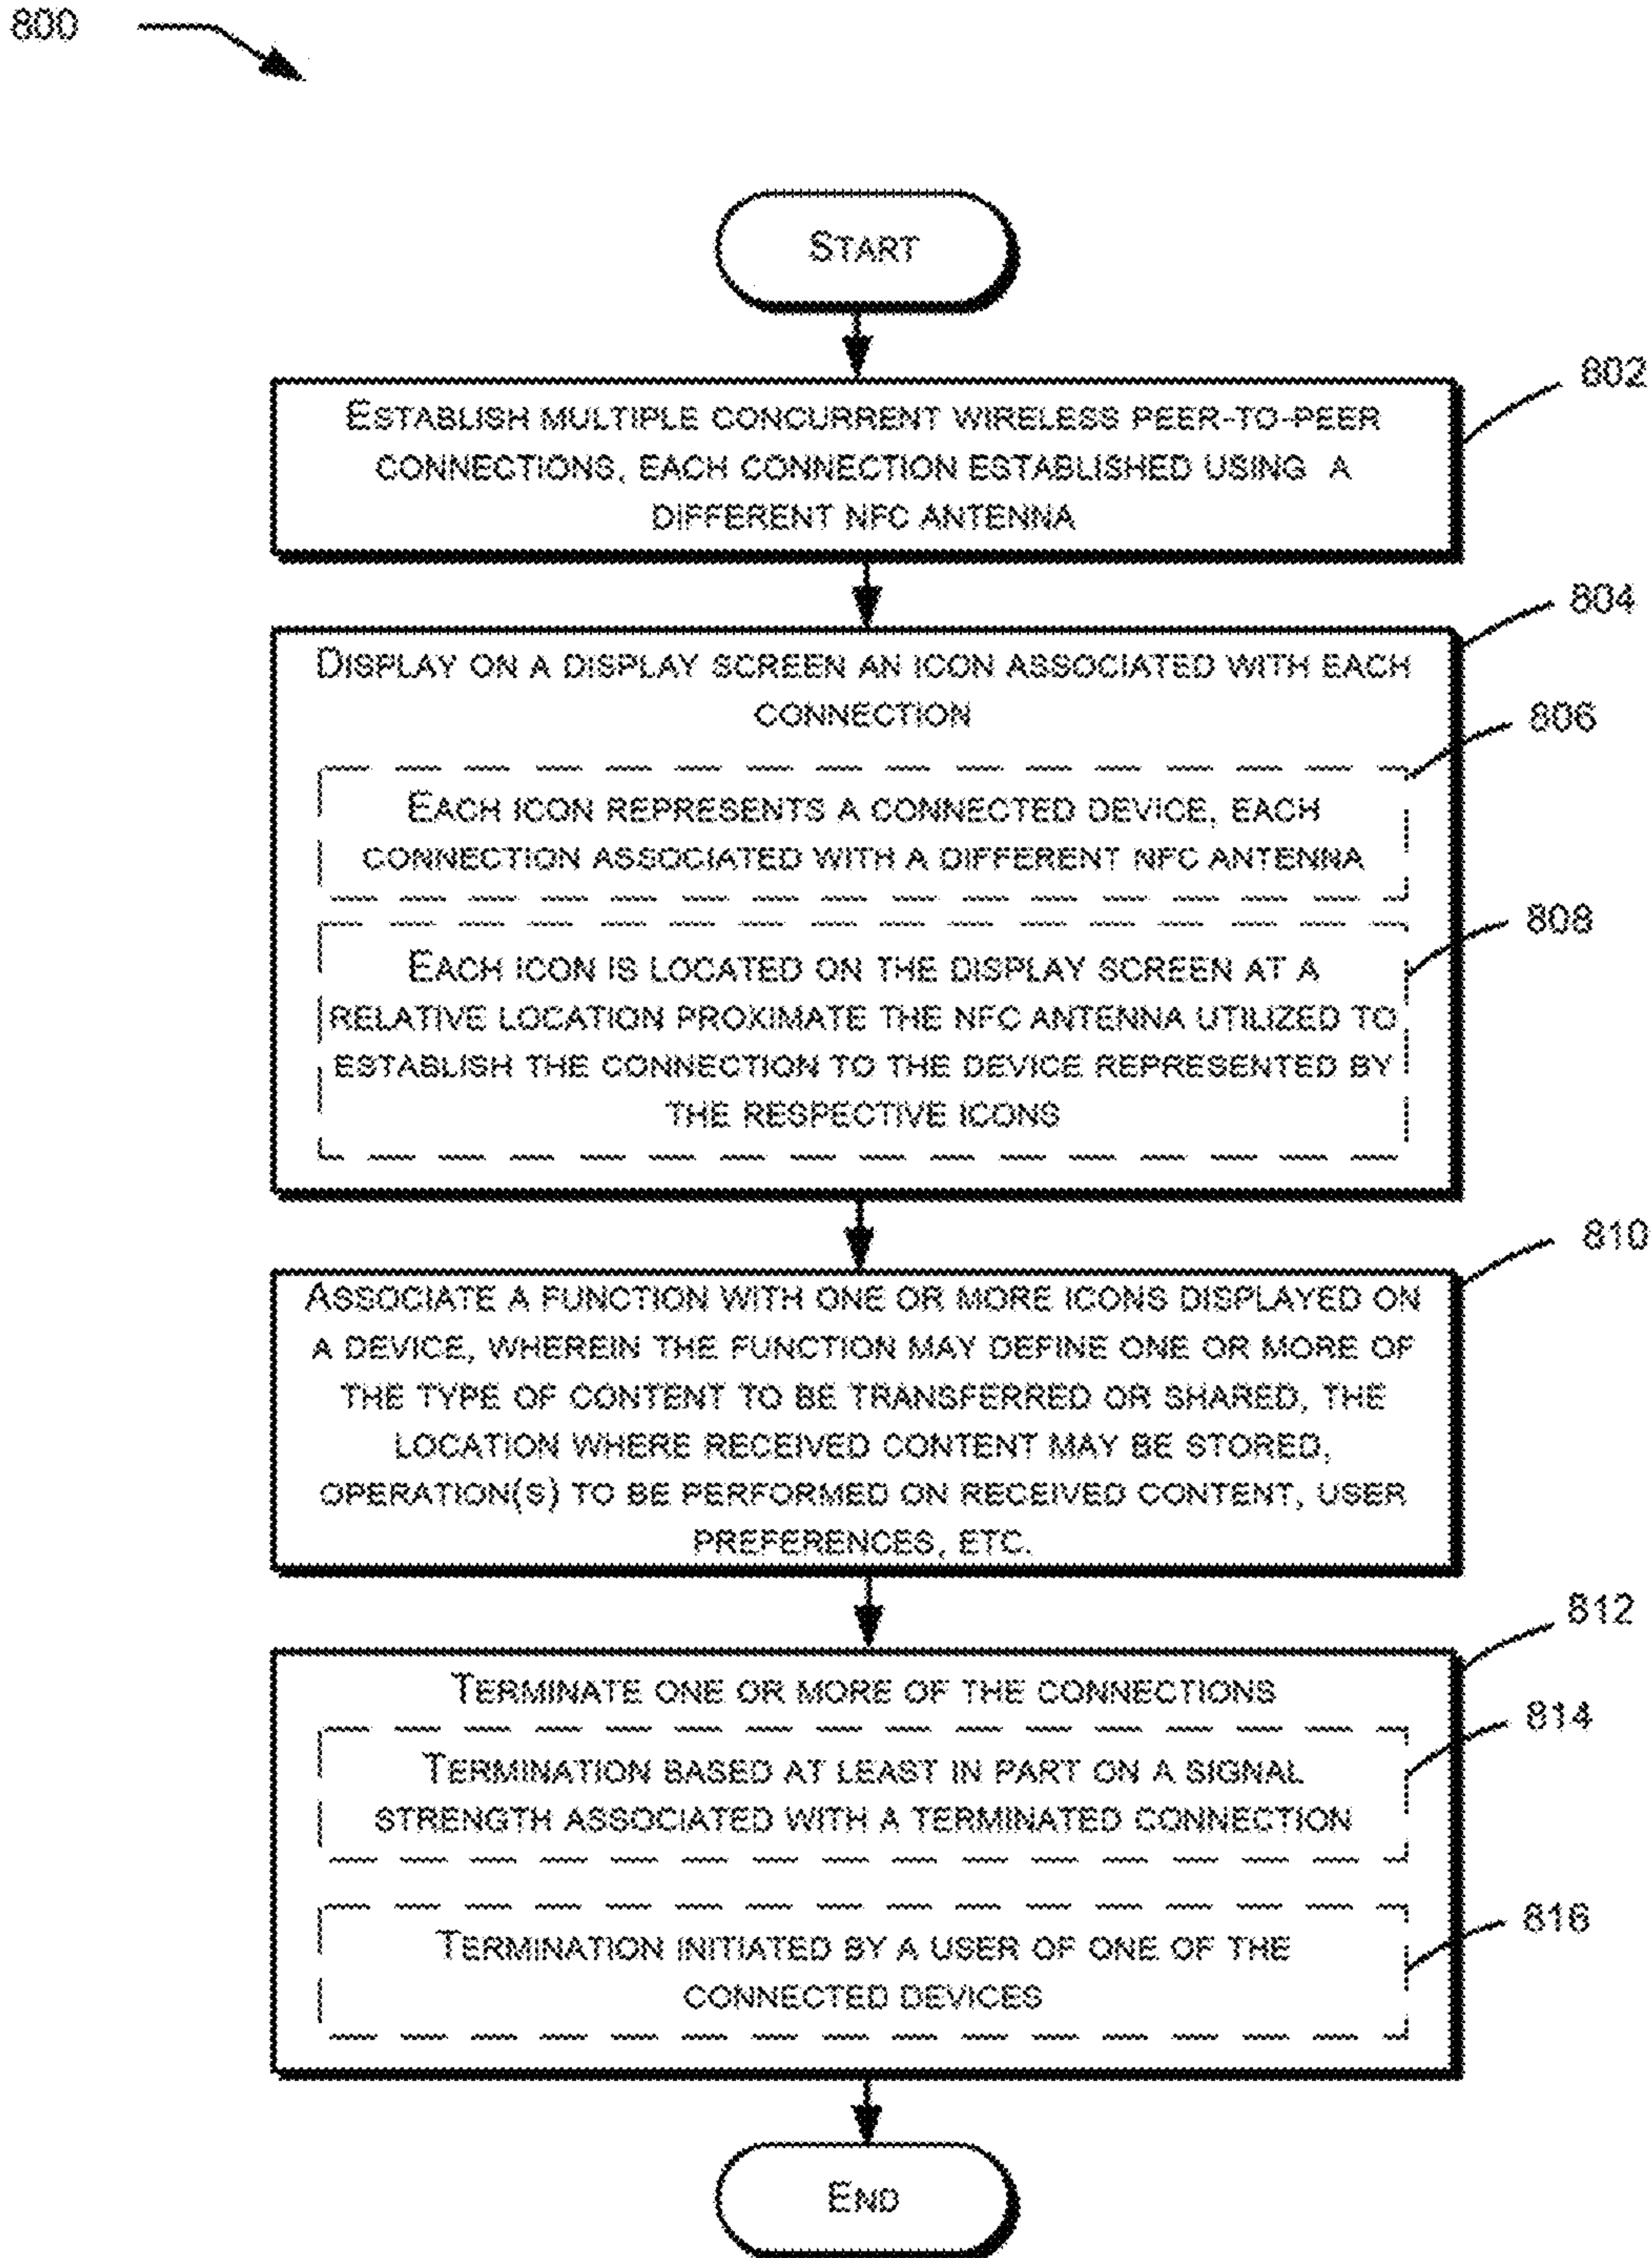 800
START
802
ESTABLISH MULTIPLE CONCURRENT WIRELESS PEER-TO-PEER
CONNECTIONS, EACH CONNECTION ESTABLISHED USING A
DIFFERENT NFC ANTENNA
804
DISPLAY ON A DISPLAY SCREEN AN ICON ASSOCIATED WITH EACH
CONNECTION
806
EACH ICON REPRESENTS A CONNECTED DEVICE, EACH
CONNECTION ASSOCIATED WITH A DIFFERENT NFC ANTENNA
808
EACH ICON IS LOCATED ON THE DISPLAY SCREEN AT A
RELATIVE LOCATION PROXIMATE THE NFC ANTENNA UTILIZED TO
ESTABLISH THE CONNECTION TO THE DEVICE REPRESENTED BY
THE RESPECTIVE ICONS
810
ASSOCIATE A FUNCTION WITH ONE OR MORE ICONS DISPLAYED ON
A DEVICE, WHEREIN THE FUNCTION MAY DEFINE ONE OR MORE OF
THE TYPE OF CONTENT TO BE TRANSFERRED OR SHARED, THE
LOCATION WHERE RECEIVED CONTENT MAY BE STORED,
OPERATION(S) TO BE PERFORMED ON RECEIVED CONTENT, USER
PREFERENCES, ETC.
812
TERMINATE ONE OR MORE OF THE CONNECTIONS
814
TERMINATION BASED AT LEAST IN PART ON A SIGNAL
STRENGTH ASSOCIATED WITH A TERMINATED CONNECTION
816
TERMINATION INITIATED BY A USER OF ONE OF THE
CONNECTED DEVICES
END